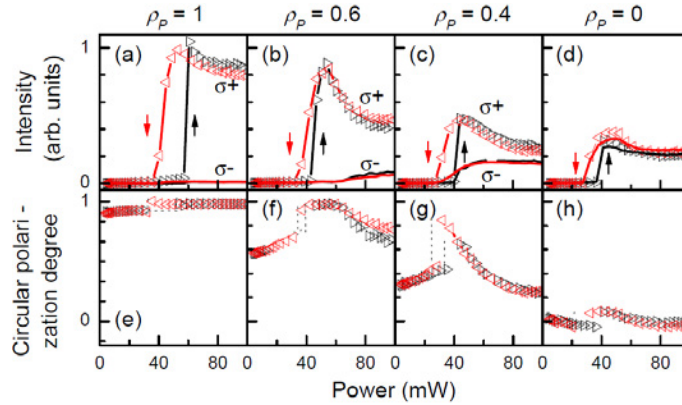 ρP = 1 ρP = 0.6 ρP = 0.4 ρP = 0
Intensity
(arb. units)
1
0
(a) (b) (c) (d)
σ+ σ+ σ+
σ- σ- σ-
Circular polari -
zation degree
1
0
(e) (f) (g) (h)
0 40 80 0 40 80 0 40 80 0 40 80
Power (mW)